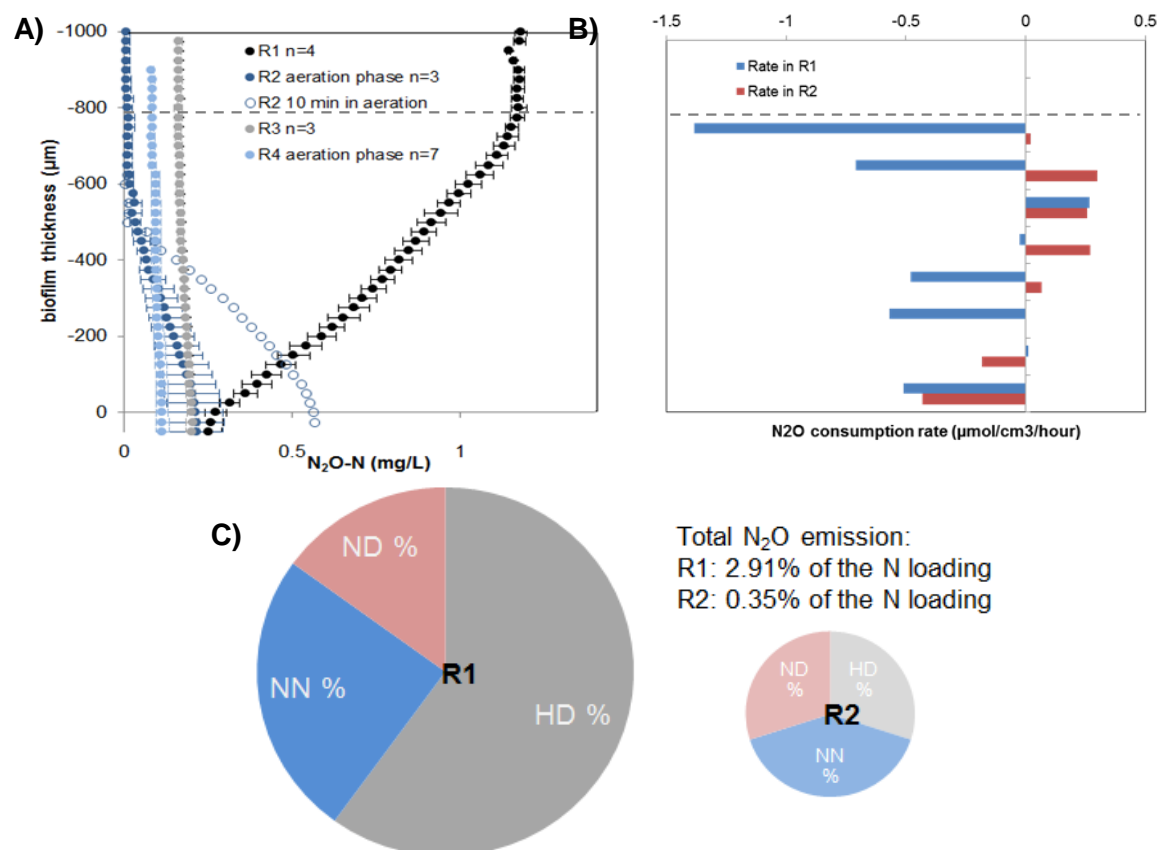 A)
-1000
-800
-600
-400
-200
0
biofilm thickness (µm)
R1 n=4
R2 aeration phase n=3
R2 10 min in aeration
R3 n=3
R4 aeration phase n=7
0
0.5
1
N₂O-N (mg/L)
B)
-1.5
-1
-0.5
0
0.5
Rate in R1
Rate in R2
N2O consumption rate (µmol/cm3/hour)
C)
ND %
NN %
HD %
R1
Total N₂O emission:
R1: 2.91% of the N loading
R2: 0.35% of the N loading
ND
%
HD
%
R2
NN
%